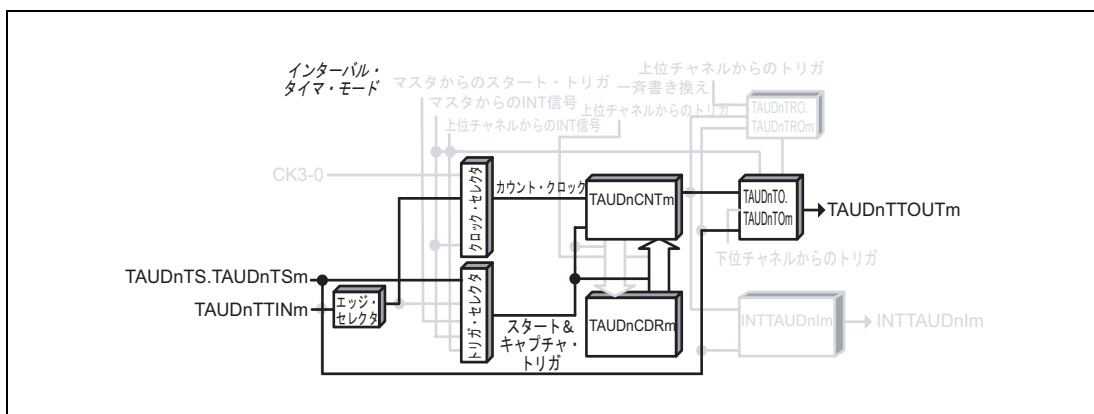 インターバル・
タイマ・モード
マスタからのスタート・トリガ
マスタからのINT信号
上位チャネルからのINT信号
上位チャネルからのトリガ
一斉書き換え
上位チャネルからのトリガ
TAUDnTRO.
TAUDnTROm
CK3-0
クロック・セレクタ
カウント・クロック
TAUDnCNTm
TAUDnTO.
TAUDnTOm
TAUDnTTOUTm
下位チャネルからのトリガ
TAUDnTS.TAUDnTSm
TAUDnTTINm
エッジ・
セレクタ
トリガ・セレクタ
スタート&
キャプチャ・
トリガ
TAUDnCDRm
INTTAUDnIm
INTTAUDnIm